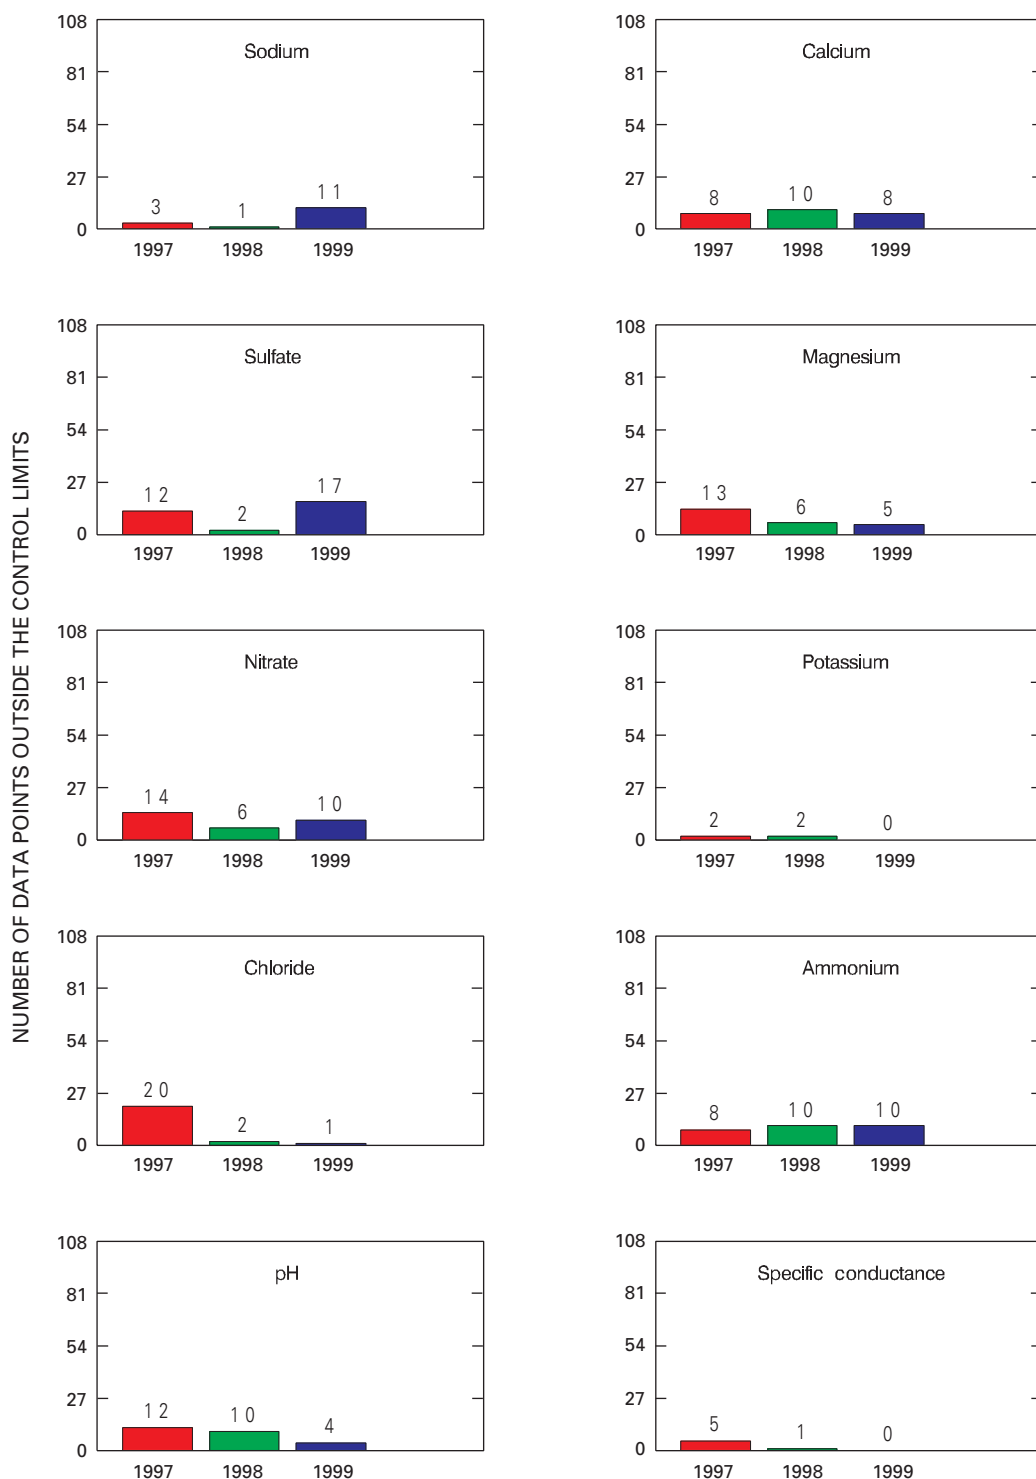 NUMBER OF DATA POINTS OUTSIDE THE CONTROL LIMITS
Sodium
108
81
54
27
0
3 1 11
1997 1998 1999
Calcium
108
81
54
27
0
8 10 8
1997 1998 1999
Sulfate
108
81
54
27
0
12 2 17
1997 1998 1999
Magnesium
108
81
54
27
0
13 6 5
1997 1998 1999
Nitrate
108
81
54
27
0
14 6 10
1997 1998 1999
Potassium
108
81
54
27
0
2 2 0
1997 1998 1999
Chloride
108
81
54
27
0
20 2 1
1997 1998 1999
Ammonium
108
81
54
27
0
8 10 10
1997 1998 1999
pH
108
81
54
27
0
12 10 4
1997 1998 1999
Specific conductance
108
81
54
27
0
5 1 0
1997 1998 1999